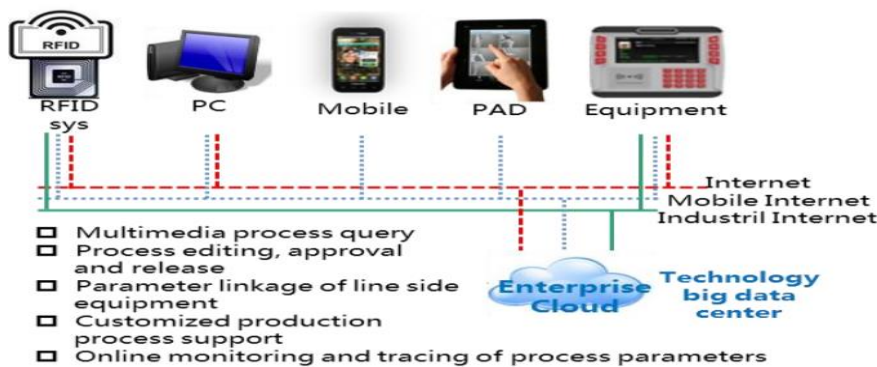 RFID
RFID
sys
PC
Mobile
PAD
Equipment
Internet
Mobile Internet
Industril Internet
Multimedia process query
Process editing, approval
and release
Parameter linkage of line side
equipment
Customized production
process support
Online monitoring and tracing of process parameters
Enterprise
Cloud
Technology
big data
center